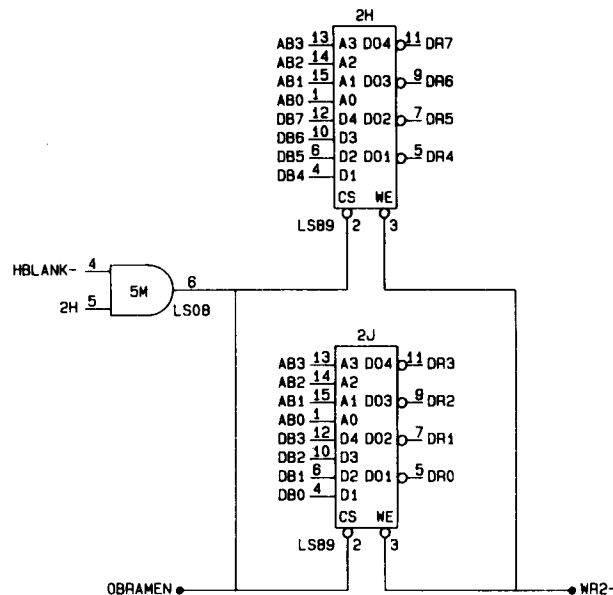 2H
AB3 13 A3 DO4 11 DR7
AB2 14 A2
AB1 15 A1 DO3 9 DR6
AB0 1 A0
DB7 12 D4 DO2 7 DR5
DB6 10 D3
DB5 6 D2 DO1 5 DR4
DB4 4 D1
CS WE
LS89 2 3
HBLANK- 4
5M 6
2H 5 LS08
2J
AB3 13 A3 DO4 11 DR3
AB2 14 A2
AB1 15 A1 DO3 9 DR2
AB0 1 A0
DB3 12 D4 DO2 7 DR1
DB2 10 D3
DB1 6 D2 DO1 5 DR0
DB0 4 D1
CS WE
LS89 2 3
OBRAMEN WR2-